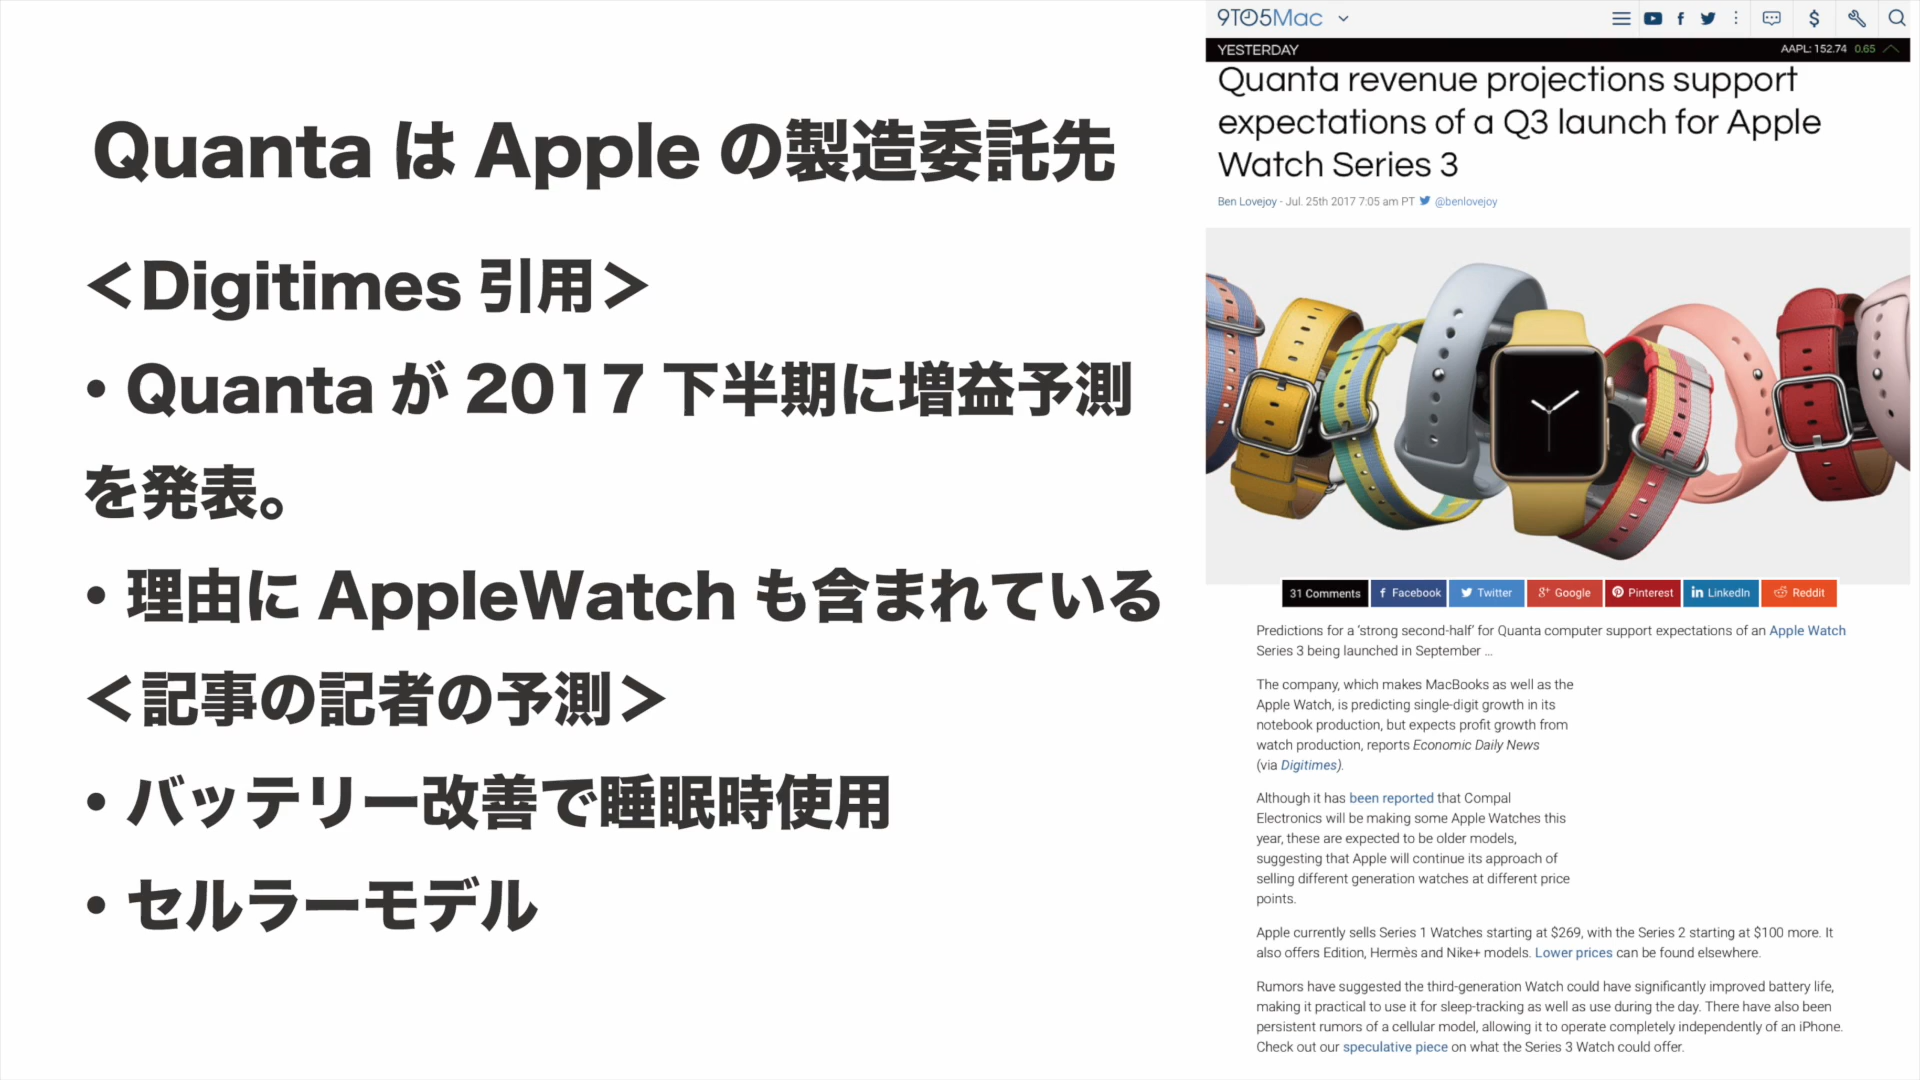 Quanta は Apple の製造委託先
＜Digitimes 引用＞
・Quanta が 2017 下半期に増益予測
を発表。
・理由に AppleWatch も含まれている
＜記事の記者の予測＞
・バッテリー改善で睡眠時使用
・セルラーモデル
9TO5Mac
YESTERDAY
AAPL: 152.74 0.65
Quanta revenue projections support
expectations of a Q3 launch for Apple
Watch Series 3
Ben Lovejoy - Jul. 25th 2017 7:05 am PT @benlovejoy
31 Comments Facebook Twitter Google Pinterest LinkedIn Reddit
Predictions for a 'strong second-half' for Quanta computer support expectations of an Apple Watch
Series 3 being launched in September ...
The company, which makes MacBooks as well as the
Apple Watch, is predicting single-digit growth in its
notebook production, but expects profit growth from
watch production, reports Economic Daily News
(via Digitimes).
Although it has been reported that Compal
Electronics will be making some Apple Watches this
year, these are expected to be older models,
suggesting that Apple will continue its approach of
selling different generation watches at different price
points.
Apple currently sells Series 1 Watches starting at $269, with the Series 2 starting at $100 more. It
also offers Edition, Hermès and Nike+ models. Lower prices can be found elsewhere.
Rumors have suggested the third-generation Watch could have significantly improved battery life,
making it practical to use it for sleep-tracking as well as use during the day. There have also been
persistent rumors of a cellular model, allowing it to operate completely independently of an iPhone.
Check out our speculative piece on what the Series 3 Watch could offer.